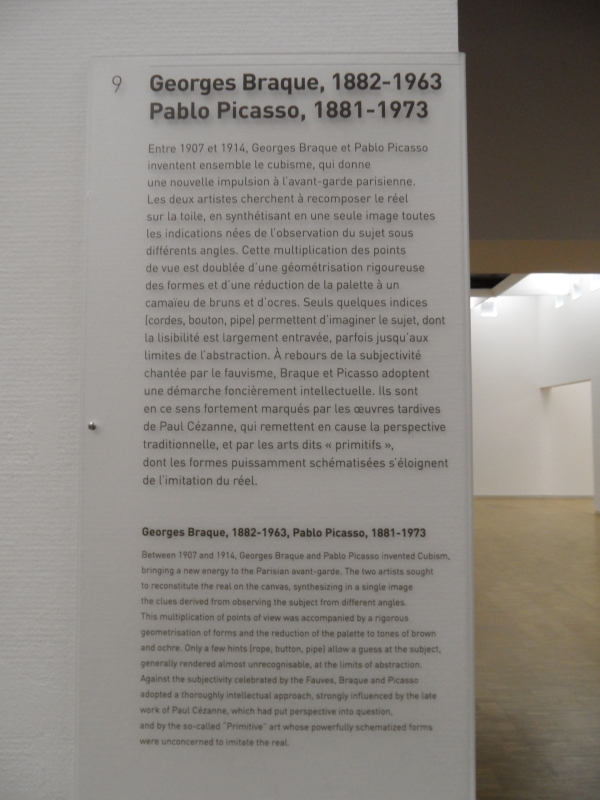 9
Georges Braque, 1882-1963
Pablo Picasso, 1881-1973
Entre 1907 et 1914, Georges Braque et Pablo Picasso
inventent ensemble le cubisme, qui donne
une nouvelle impulsion à l'avant-garde parisienne.
Les deux artistes cherchent à recomposer le réel
sur la toile, en synthétisant en une seule image toutes
les indications nées de l'observation du sujet sous
différents angles. Cette multiplication des points
de vue est doublée d'une géométrisation rigoureuse
des formes et d'une réduction de la palette à un
camaïeu de bruns et d'ocres. Seuls quelques indices
(cordes, bouton, pipe) permettent d'imaginer le sujet, dont
la lisibilité est largement entravée, parfois jusqu'aux
limites de l'abstraction. À rebours de la subjectivité
chantée par le fauvisme, Braque et Picasso adoptent
une démarche foncièrement intellectuelle. Ils sont
en ce sens fortement marqués par les œuvres tardives
de Paul Cézanne, qui remettent en cause la perspective
traditionnelle, et par les arts dits « primitifs »,
dont les formes puissamment schématisées s'éloignent
de l'imitation du réel.
Georges Braque, 1882-1963, Pablo Picasso, 1881-1973
Between 1907 and 1914, Georges Braque and Pablo Picasso invented Cubism,
bringing a new energy to the Parisian avant-garde. The two artists sought
to reconstitute the real on the canvas, synthesizing in a single image
the clues derived from observing the subject from different angles.
This multiplication of points of view was accompanied by a rigorous
geometrisation of forms and the reduction of the palette to tones of brown
and ochre. Only a few hints (rope, button, pipe) allow a guess at the subject,
generally rendered almost unrecognisable, at the limits of abstraction.
Against the subjectivity celebrated by the Fauves, Braque and Picasso
adopted a thoroughly intellectual approach, strongly influenced by the late
work of Paul Cézanne, which had put perspective into question,
and by the so-called "Primitive" art whose powerfully schematized forms
were unconcerned to imitate the real.